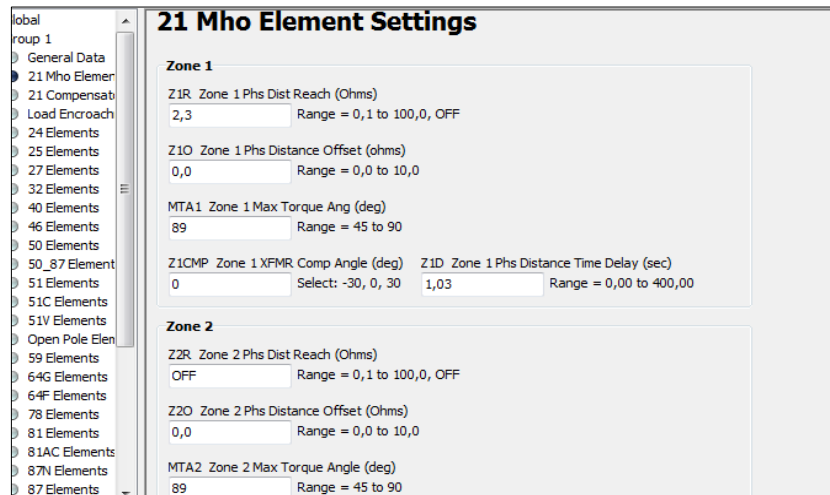 lobal
roup 1
General Data
21 Mho Elemen
21 Compensat
Load Encroach
24 Elements
25 Elements
27 Elements
32 Elements
40 Elements
46 Elements
50 Elements
50_87 Element
51 Elements
51C Elements
51V Elements
Open Pole Elem
59 Elements
64G Elements
64F Elements
78 Elements
81 Elements
81AC Elements
87N Elements
87 Elements
21 Mho Element Settings
Zone 1
Z1R Zone 1 Phs Dist Reach (Ohms)
2,3 Range = 0,1 to 100,0, OFF
Z1O Zone 1 Phs Distance Offset (ohms)
0,0 Range = 0,0 to 10,0
MTA1 Zone 1 Max Torque Ang (deg)
89 Range = 45 to 90
Z1CMP Zone 1 XFMR Comp Angle (deg) Z1D Zone 1 Phs Distance Time Delay (sec)
0 Select: -30, 0, 30 1,03 Range = 0,00 to 400,00
Zone 2
Z2R Zone 2 Phs Dist Reach (Ohms)
OFF Range = 0,1 to 100,0, OFF
Z2O Zone 2 Phs Distance Offset (Ohms)
0,0 Range = 0,0 to 10,0
MTA2 Zone 2 Max Torque Angle (deg)
89 Range = 45 to 90